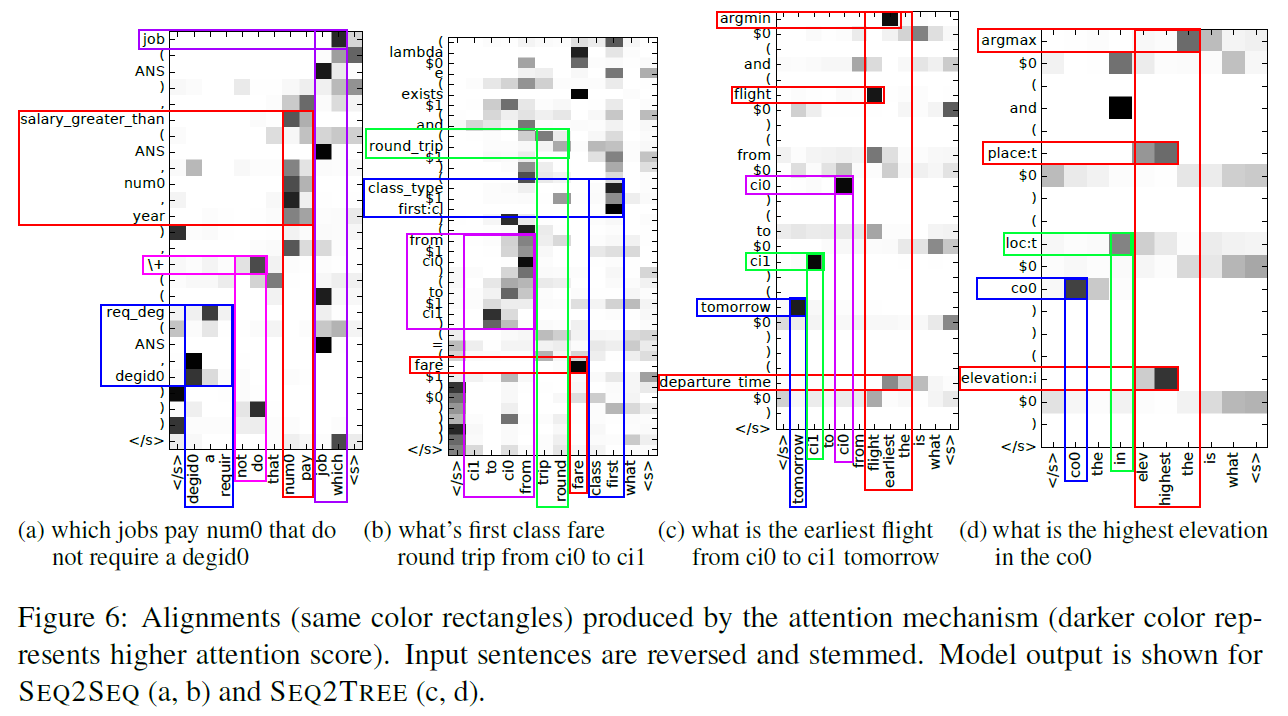 job
(
ANS
)
,
salary_greater_than
(
ANS
,
num0
,
year
)
,
\+
(
(
req_deg
(
ANS
,
degid0
)
)
)
</s>
</s> degid0 a requir not do that num0 pay job which <s>
(a) which jobs pay num0 that do
not require a degid0
(
lambda
$0
e
(
exists
$1
(
and
(
round_trip
$1
)
(
class_type
$1
first:cl
)
(
from
$1
ci0
)
(
to
$1
ci1
)
(
=
(
fare
$1
)
$0
)
)
)
)
</s>
</s> ci1 to ci0 from trip round fare class first what <s>
(b) what's first class fare
round trip from ci0 to ci1
argmin
$0
(
and
(
flight
$0
)
(
from
$0
ci0
)
(
to
$0
ci1
)
(
tomorrow
$0
)
)
(
departure_time
$0
)
</s>
</s> tomorrow ci1 to ci0 from flight earliest the is what <s>
(c) what is the earliest flight
from ci0 to ci1 tomorrow
argmax
$0
(
and
(
place:t
$0
)
(
loc:t
$0
co0
)
)
(
elevation:i
$0
)
</s>
</s> co0 the in elev highest the is what <s>
(d) what is the highest elevation
in the co0
Figure 6: Alignments (same color rectangles) produced by the attention mechanism (darker color rep-
resents higher attention score). Input sentences are reversed and stemmed. Model output is shown for
SEQ2SEQ (a, b) and SEQ2TREE (c, d).